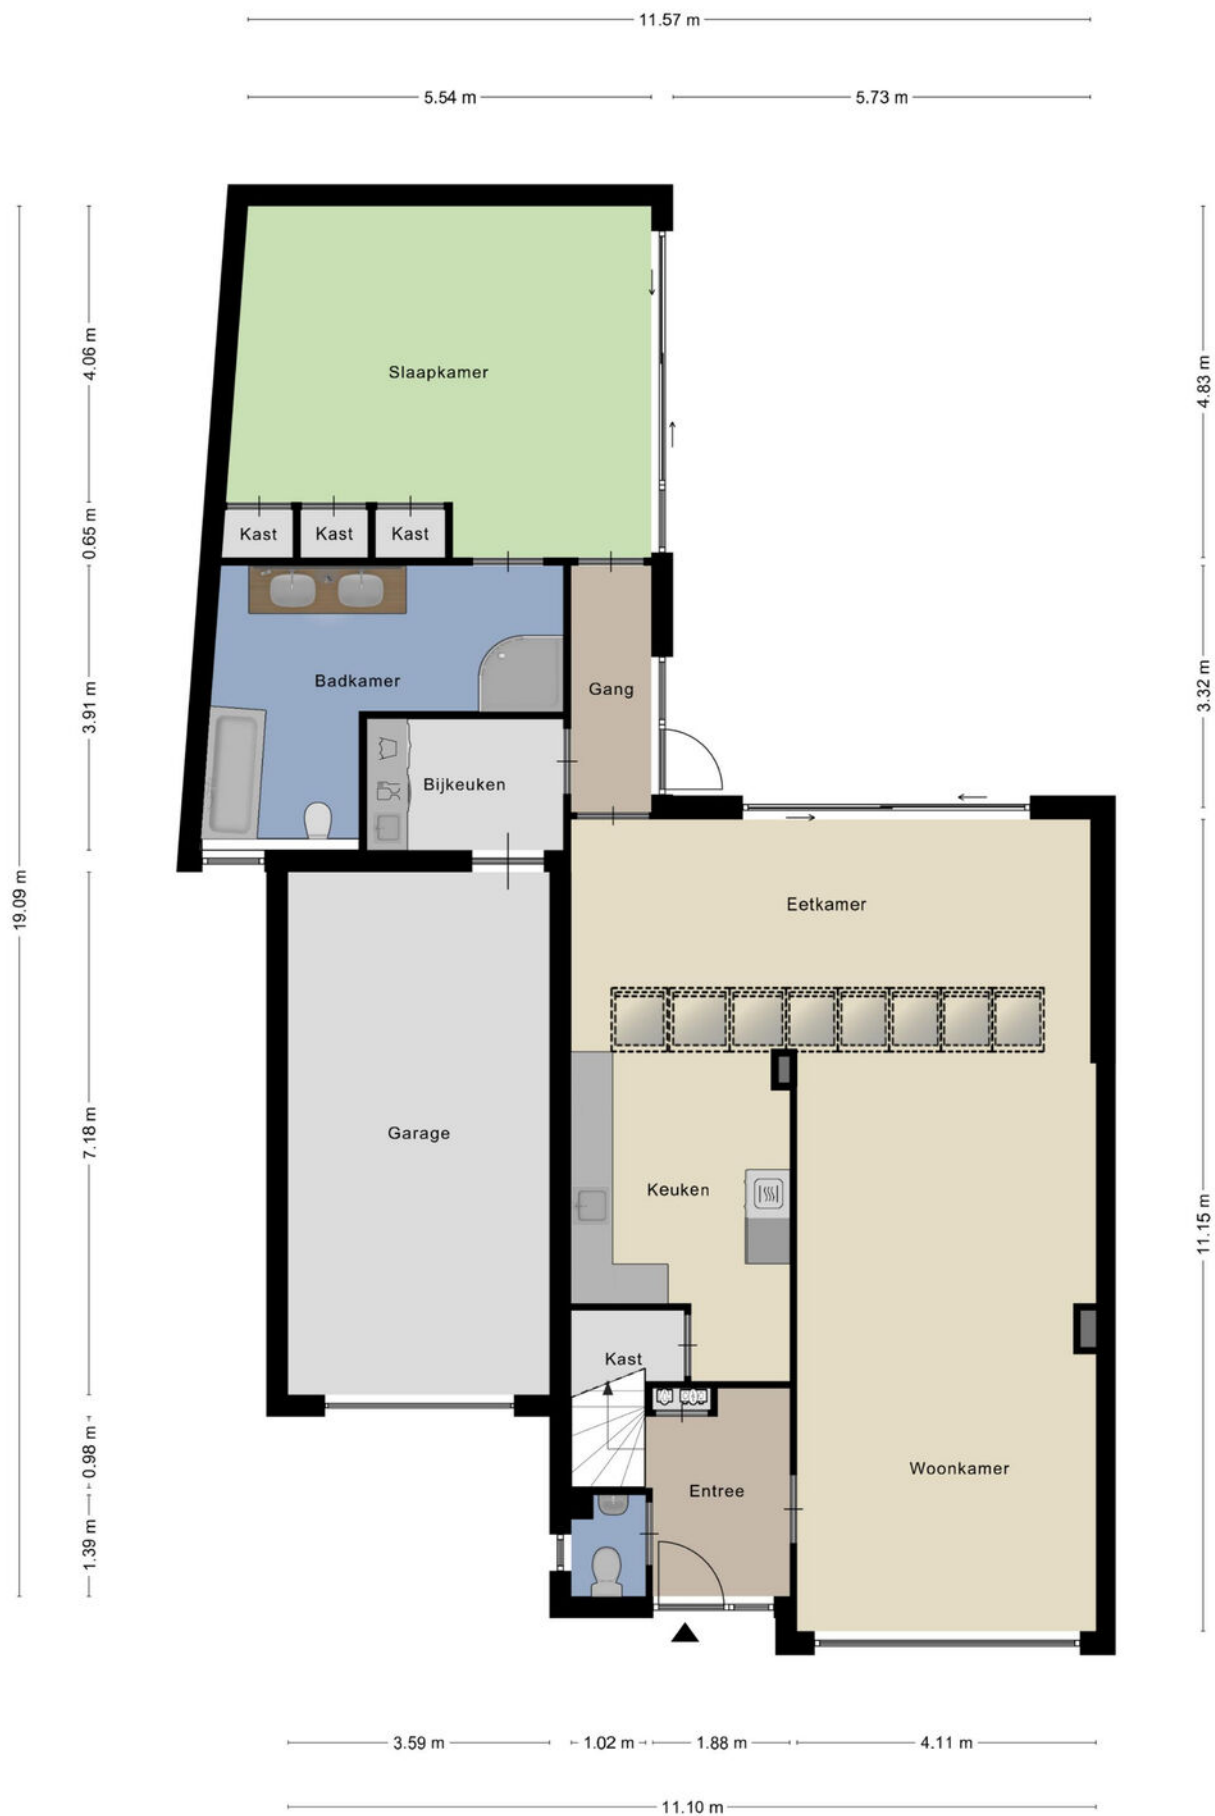 11.57 m
5.54 m
5.73 m
4.06 m
4.83 m
Slaapkamer
0.65 m
Kast
Kast
Kast
3.91 m
Badkamer
Gang
3.32 m
Bijkeuken
19.09 m
Eetkamer
7.18 m
Garage
Keuken
11.15 m
Kast
0.98 m
Woonkamer
Entree
1.39 m
3.59 m
1.02 m
1.88 m
4.11 m
11.10 m